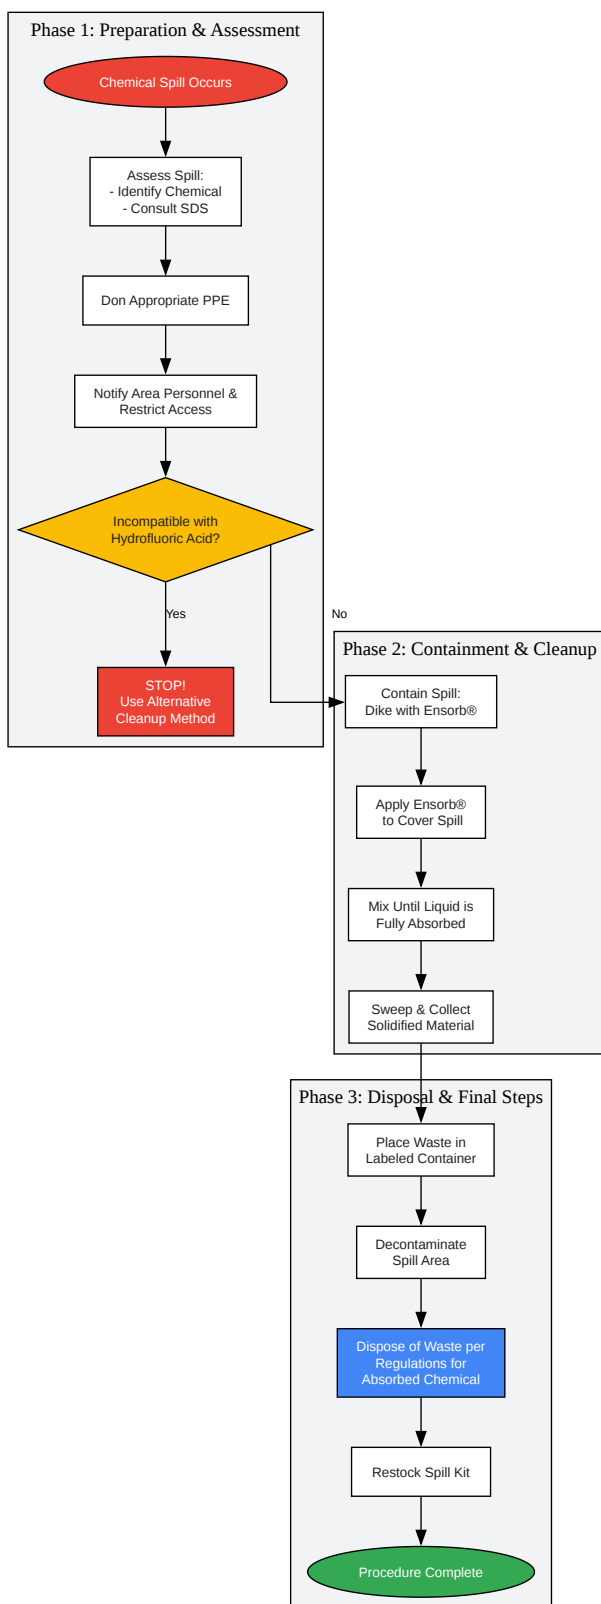 Phase 1: Preparation & Assessment
Chemical Spill Occurs
Assess Spill:
- Identify Chemical
- Consult SDS
Don Appropriate PPE
Notify Area Personnel &
Restrict Access
Incompatible with
Hydrofluoric Acid?
Yes
No
STOP!
Use Alternative
Cleanup Method
Phase 2: Containment & Cleanup
Contain Spill:
Dike with Ensorb®
Apply Ensorb®
to Cover Spill
Mix Until Liquid is
Fully Absorbed
Sweep & Collect
Solidified Material
Phase 3: Disposal & Final Steps
Place Waste in
Labeled Container
Decontaminate
Spill Area
Dispose of Waste per
Regulations for
Absorbed Chemical
Restock Spill Kit
Procedure Complete